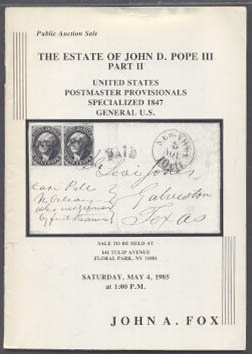 Public Auction Sale
THE ESTATE OF JOHN D. POPE III
PART II
UNITED STATES
POSTMASTER PROVISIONALS
SPECIALIZED 1847
GENERAL U.S.
PAID
Galveston
Texas
SALE TO BE HELD AT
141 TULIP AVENUE
FLORAL PARK, NY 11001
SATURDAY, MAY 4, 1985
at 1:00 P.M.
JOHN A. FOX